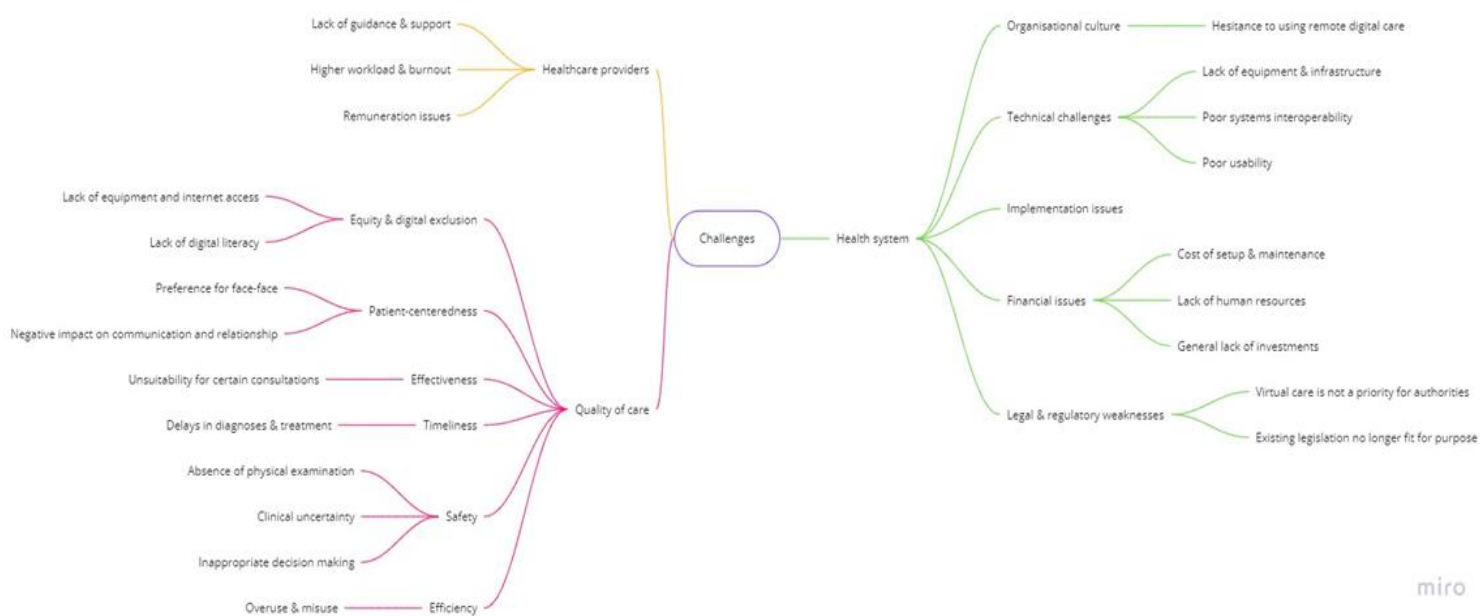 Challenges
Healthcare providers
Lack of guidance & support
Higher workload & burnout
Remuneration issues
Quality of care
Equity & digital exclusion
Lack of equipment and internet access
Lack of digital literacy
Patient-centeredness
Preference for face-face
Negative impact on communication and relationship
Effectiveness
Unsuitability for certain consultations
Timeliness
Delays in diagnoses & treatment
Safety
Absence of physical examination
Clinical uncertainty
Inappropriate decision making
Efficiency
Overuse & misuse
Health system
Organisational culture
Hesitance to using remote digital care
Technical challenges
Lack of equipment & infrastructure
Poor systems interoperability
Poor usability
Implementation issues
Financial issues
Cost of setup & maintenance
Lack of human resources
General lack of investments
Legal & regulatory weaknesses
Virtual care is not a priority for authorities
Existing legislation no longer fit for purpose
miro